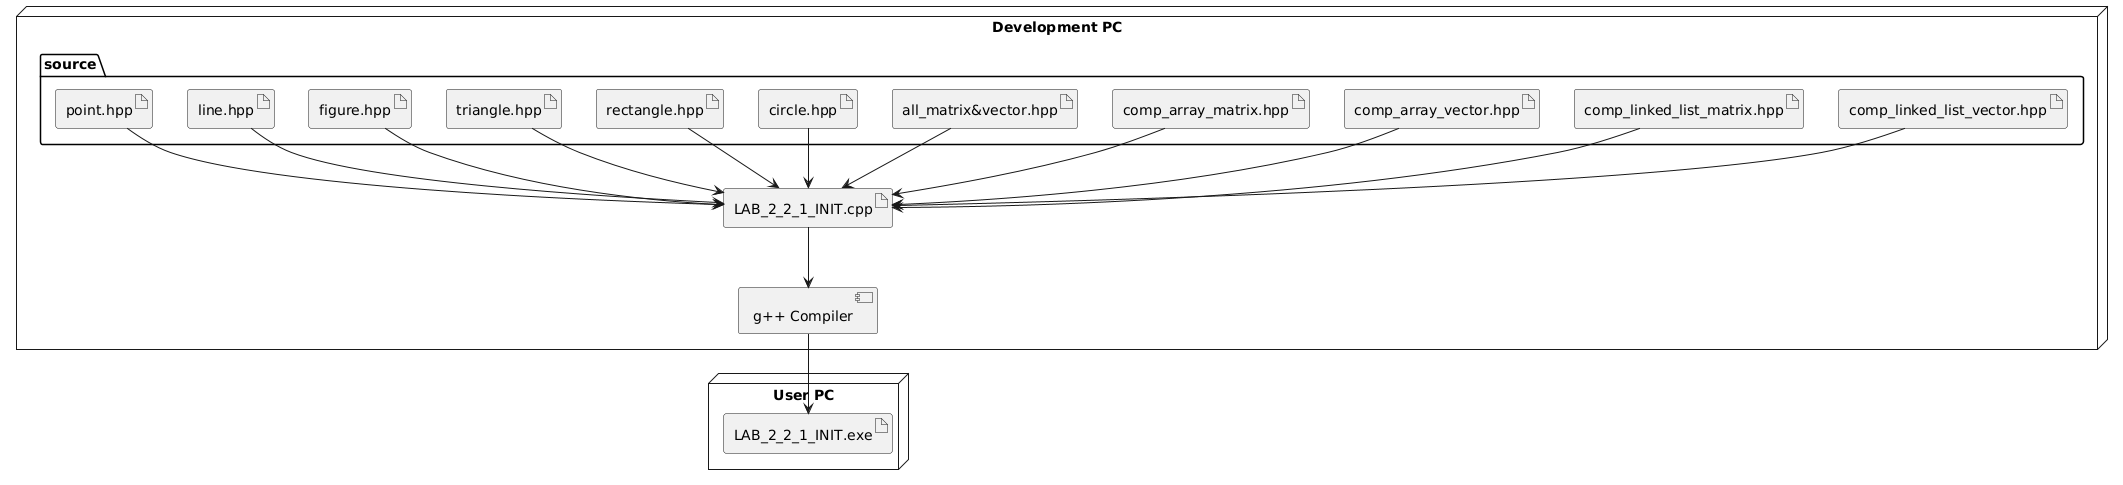 Development PC
source
point.hpp
line.hpp
figure.hpp
triangle.hpp
rectangle.hpp
circle.hpp
all_matrix&vector.hpp
comp_array_matrix.hpp
comp_array_vector.hpp
comp_linked_list_matrix.hpp
comp_linked_list_vector.hpp
LAB_2_2_1_INIT.cpp
g++ Compiler
User PC
LAB_2_2_1_INIT.exe